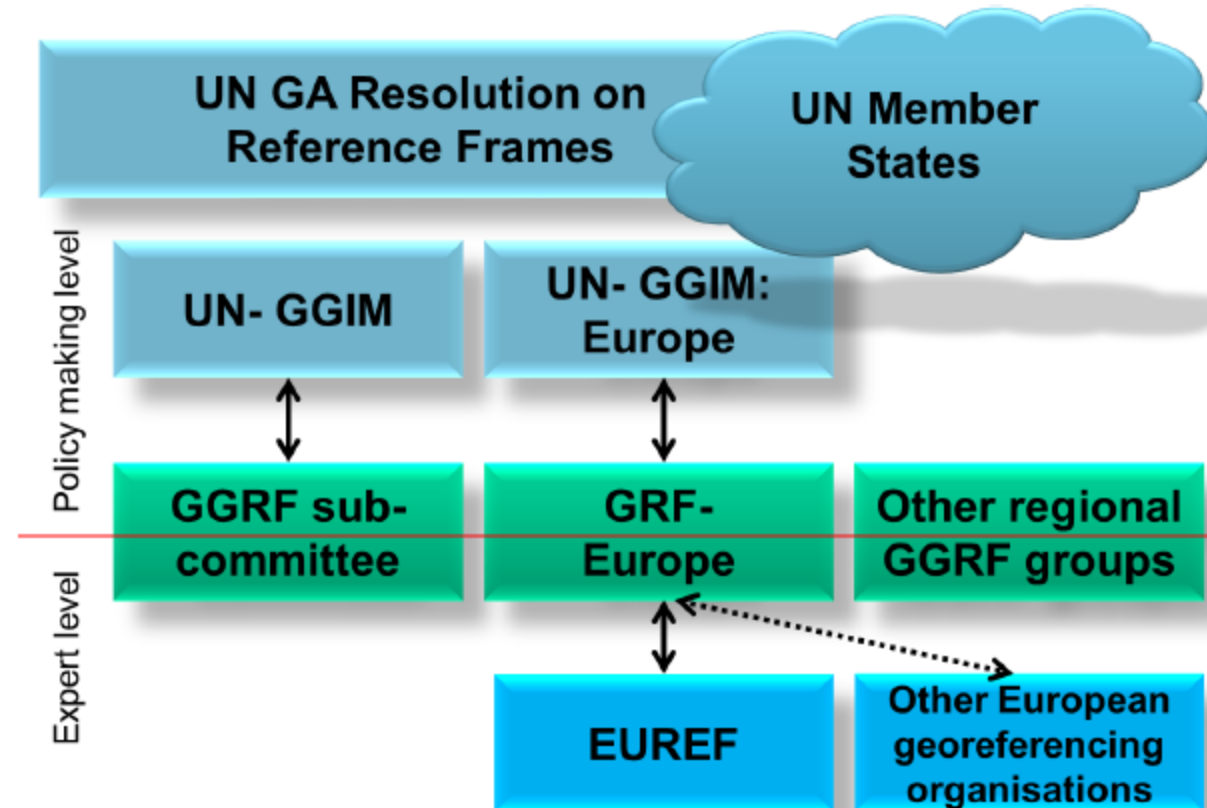 UN GA Resolution on
Reference Frames
UN Member
States
Policy making level
UN- GGIM
UN- GGIM:
Europe
GGRF sub-
committee
GRF-
Europe
Other regional
GGRF groups
Expert level
EUREF
Other European
georeferencing
organisations